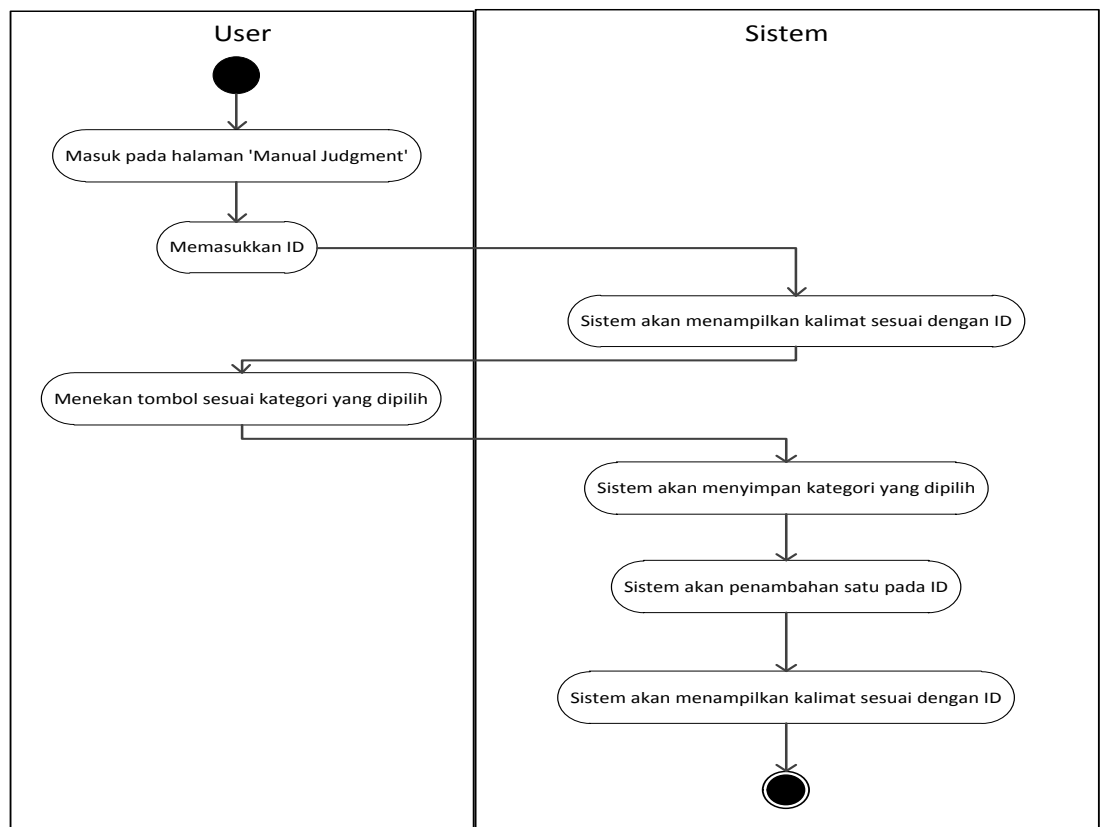 User
Sistem
Masuk pada halaman 'Manual Judgment'
Memasukkan ID
Sistem akan menampilkan kalimat sesuai dengan ID
Menekan tombol sesuai kategori yang dipilih
Sistem akan menyimpan kategori yang dipilih
Sistem akan penambahan satu pada ID
Sistem akan menampilkan kalimat sesuai dengan ID